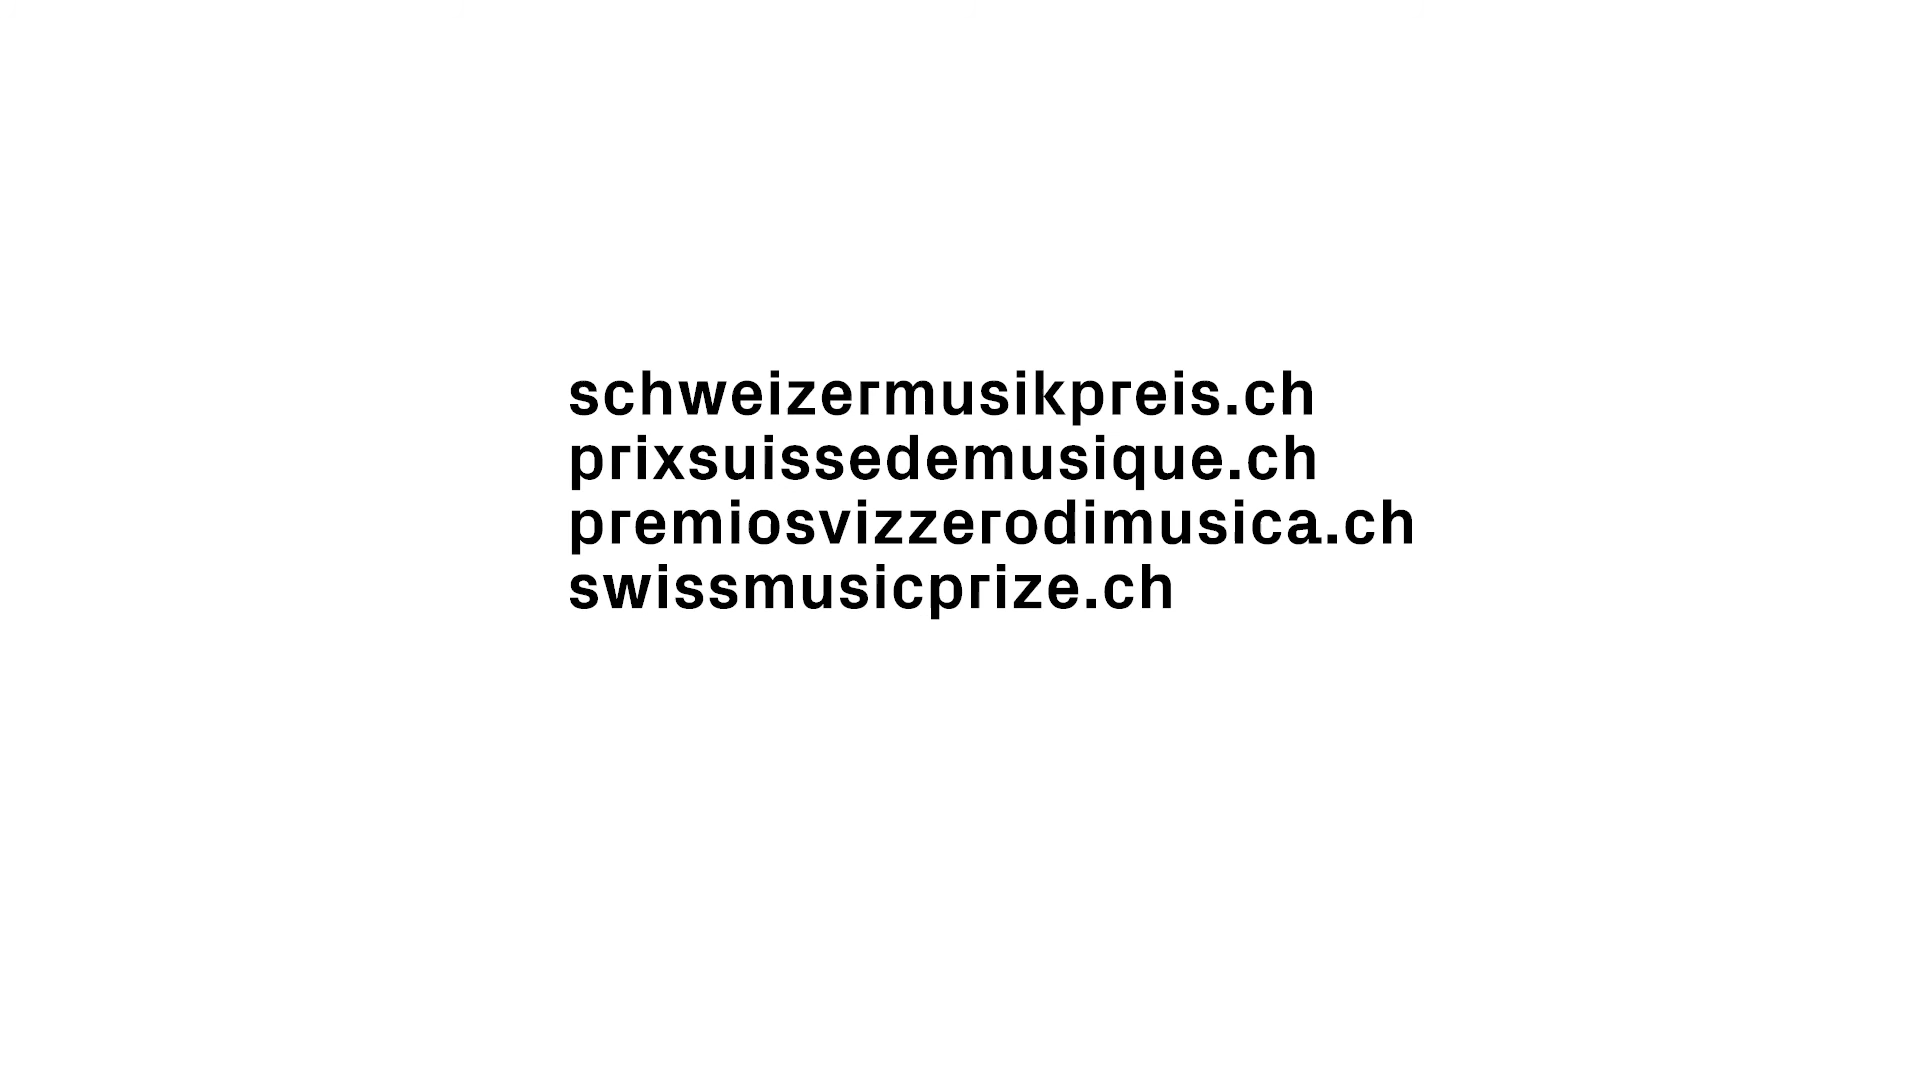 schweizermusikpreis.ch
prixsuissedemusique.ch
premiosvizzerodimusica.ch
swissmusicprize.ch